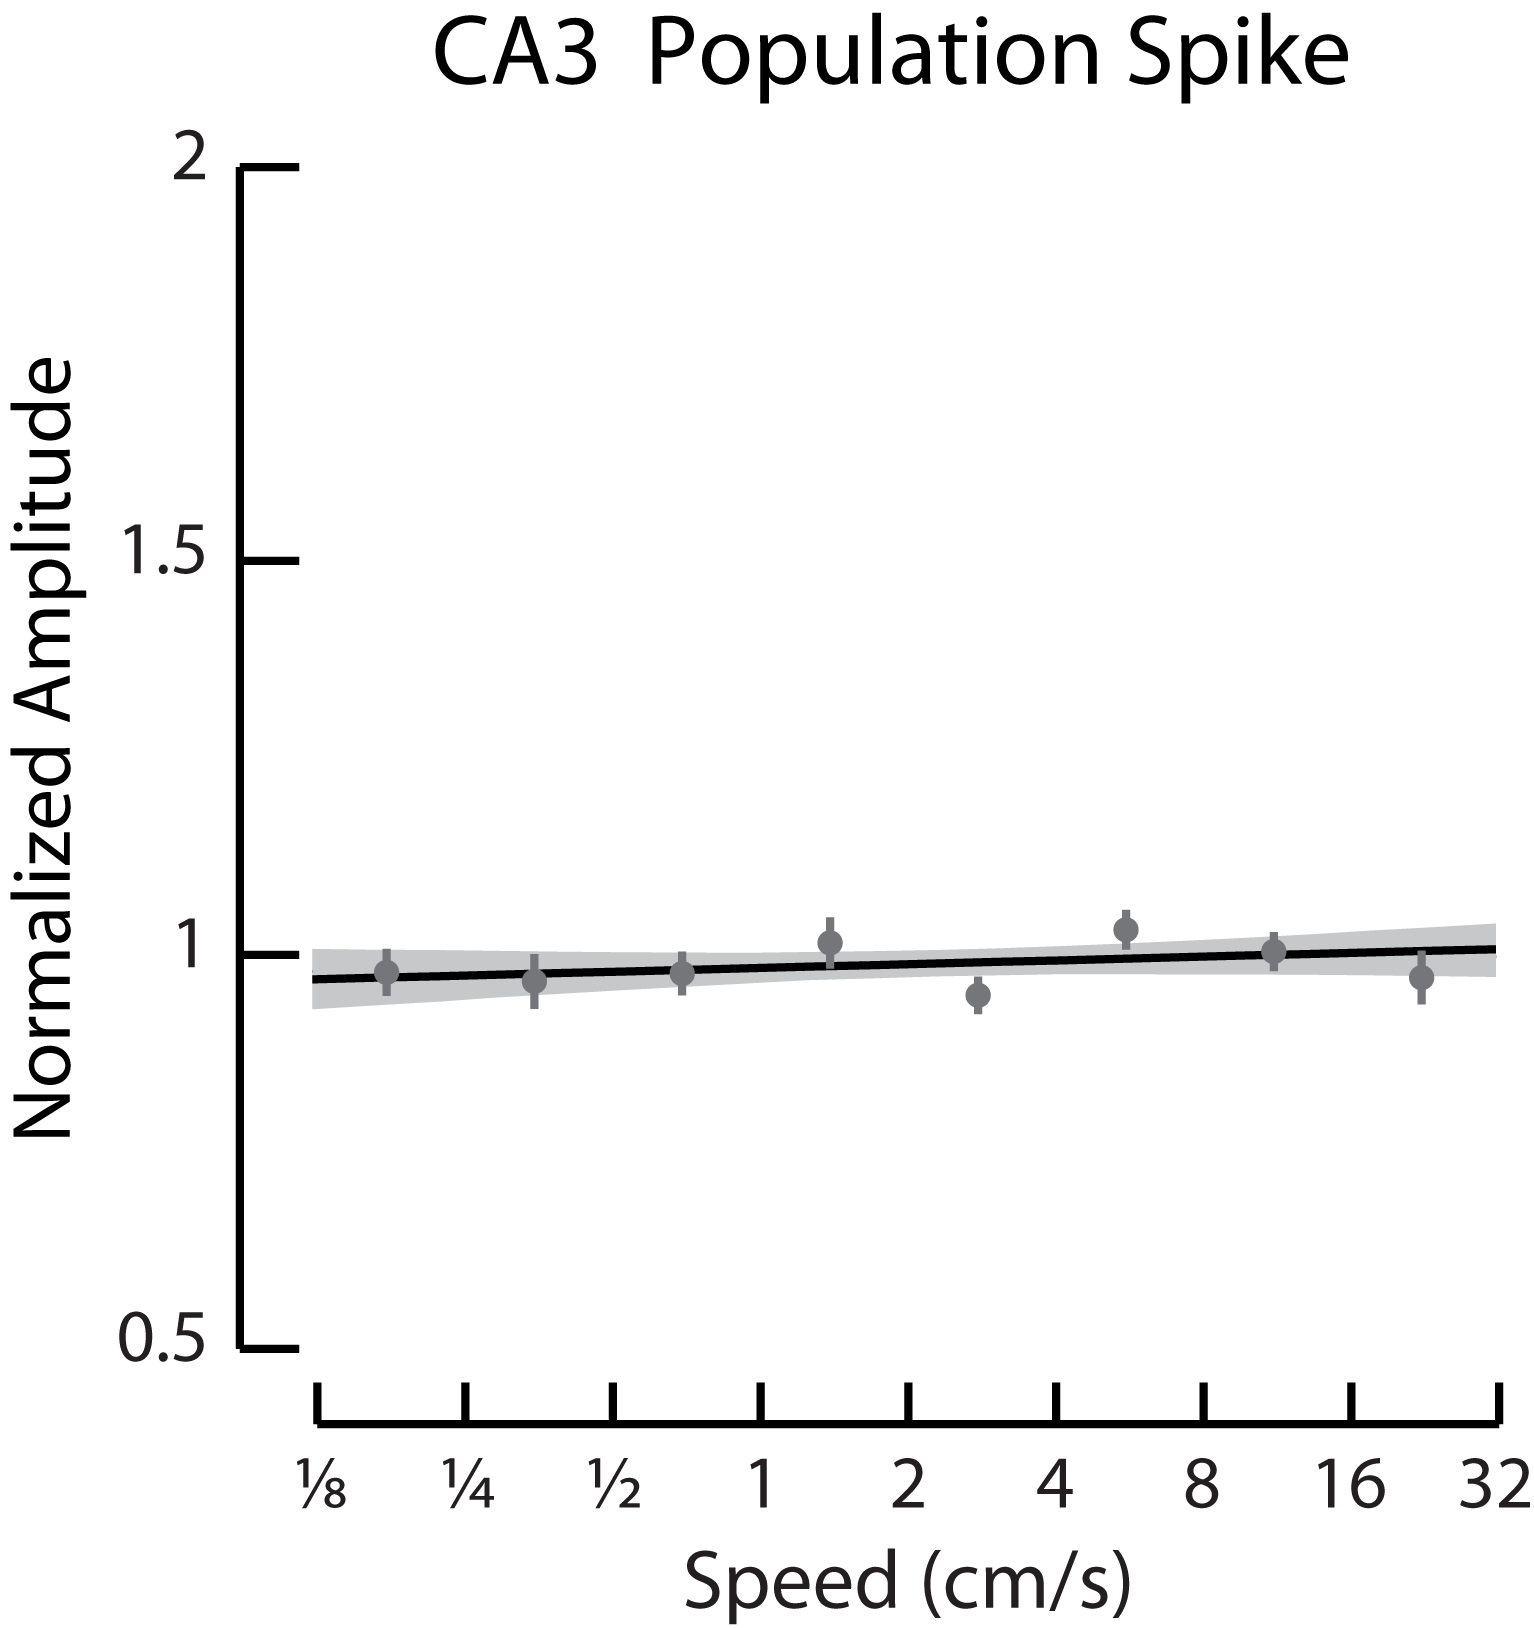 CA3 Population Spike
Normalized Amplitude
2
1.5
1
0.5
⅛ ¼ ½ 1 2 4 8 16 32
Speed (cm/s)